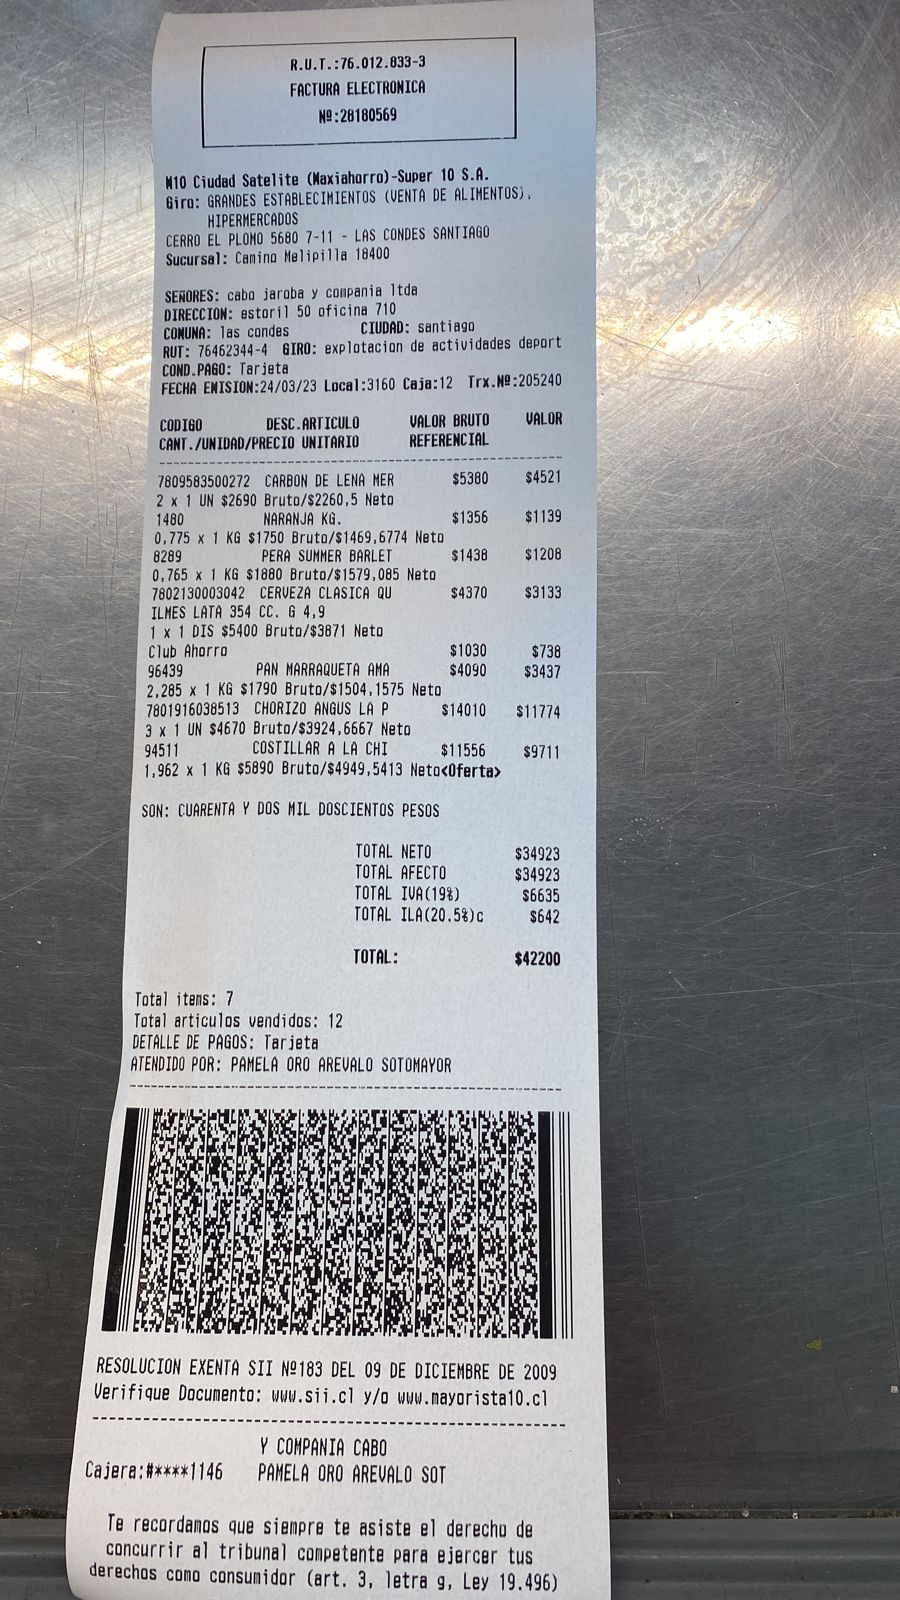 R.U.T.:76.012.833-3
FACTURA ELECTRONICA
Nº:28180569
M10 Ciudad Satelite (Maxiahorro)-Super 10 S.A.
Giro: GRANDES ESTABLECIMIENTOS (VENTA DE ALIMENTOS),
HIPERMERCADOS
CERRO EL PLOMO 5680 7-11 - LAS CONDES SANTIAGO
Sucursal: Camino Melipilla 18400
SEÑORES: cabo jaroba y compania ltda
DIRECCION: estoril 50 oficina 710
COMUNA: las condes CIUDAD: santiago
RUT: 76462344-4 GIRO: explotacion de actividades deport
COND.PAGO: Tarjeta
FECHA EMISION:24/03/23 Local:3160 Caja:12 Trx.Nº:205240
CODIGO DESC.ARTICULO VALOR BRUTO VALOR
CANT./UNIDAD/PRECIO UNITARIO REFERENCIAL
7809583500272 CARBON DE LENA MER $5380 $4521
2 x 1 UN $2690 Bruto/$2260,5 Neto
1480 NARANJA KG. $1356 $1139
0,775 x 1 KG $1750 Bruto/$1469,6774 Neto
8289 PERA SUMMER BARLET $1438 $1208
0,765 x 1 KG $1880 Bruto/$1579,085 Neto
7802130003042 CERVEZA CLASICA QU $4370 $3133
ILMES LATA 354 CC. G 4,9
1 x 1 DIS $5400 Bruto/$3871 Neto
Club Ahorro $1030 $738
96439 PAN MARRAQUETA AMA $4090 $3437
2,285 x 1 KG $1790 Bruto/$1504,1575 Neto
7801916038513 CHORIZO ANGUS LA P $14010 $11774
3 x 1 UN $4670 Bruto/$3924,6667 Neto
94511 COSTILLAR A LA CHI $11556 $9711
1,962 x 1 KG $5890 Bruto/$4949,5413 Neto<Oferta>
SON: CUARENTA Y DOS MIL DOSCIENTOS PESOS
TOTAL NETO $34923
TOTAL AFECTO $34923
TOTAL IVA(19%) $6635
TOTAL ILA(20.5%)c $642
TOTAL: $42200
Total items: 7
Total articulos vendidos: 12
DETALLE DE PAGOS: Tarjeta
ATENDIDO POR: PAMELA ORO AREVALO SOTOMAYOR
RESOLUCION EXENTA SII Nº183 DEL 09 DE DICIEMBRE DE 2009
Verifique Documento: www.sii.cl y/o www.mayorista10.cl
Y COMPANIA CABO
Cajera:#****1146 PAMELA ORO AREVALO SOT
Te recordamos que siempre te asiste el derecho de
concurrir al tribunal competente para ejercer tus
derechos como consumidor (art. 3, letra g, Ley 19.496)